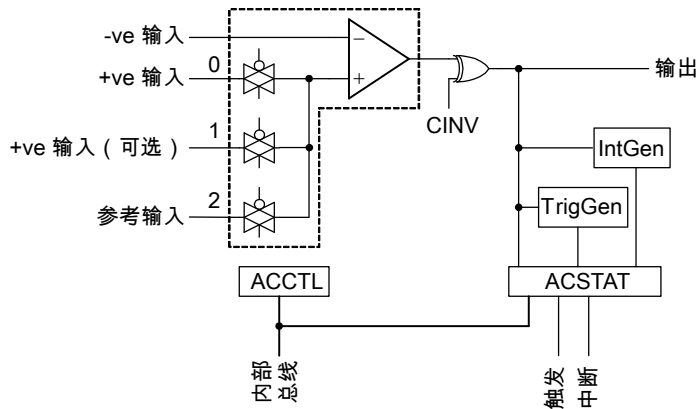 -ve 输入
+ve 输入
0
+ve 输入 ( 可选 )
1
参考输入
2
−
+
CINV
输出
IntGen
TrigGen
ACCTL
ACSTAT
内部
总线
触发
中断